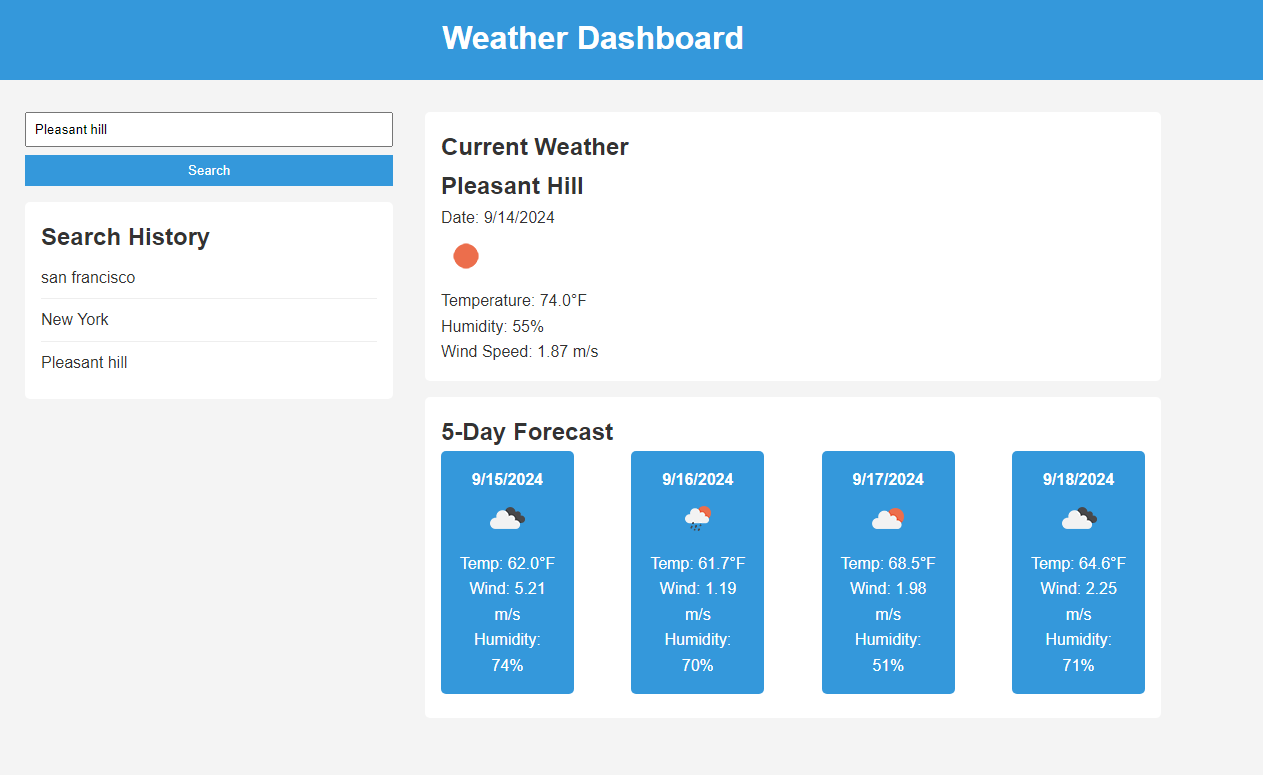 Weather Dashboard
Pleasant hill
Search
Search History
san francisco
New York
Pleasant hill
Current Weather
Pleasant Hill
Date: 9/14/2024
Temperature: 74.0°F
Humidity: 55%
Wind Speed: 1.87 m/s
5-Day Forecast
9/15/2024
Temp: 62.0°F
Wind: 5.21
m/s
Humidity:
74%
9/16/2024
Temp: 61.7°F
Wind: 1.19
m/s
Humidity:
70%
9/17/2024
Temp: 68.5°F
Wind: 1.98
m/s
Humidity:
51%
9/18/2024
Temp: 64.6°F
Wind: 2.25
m/s
Humidity:
71%